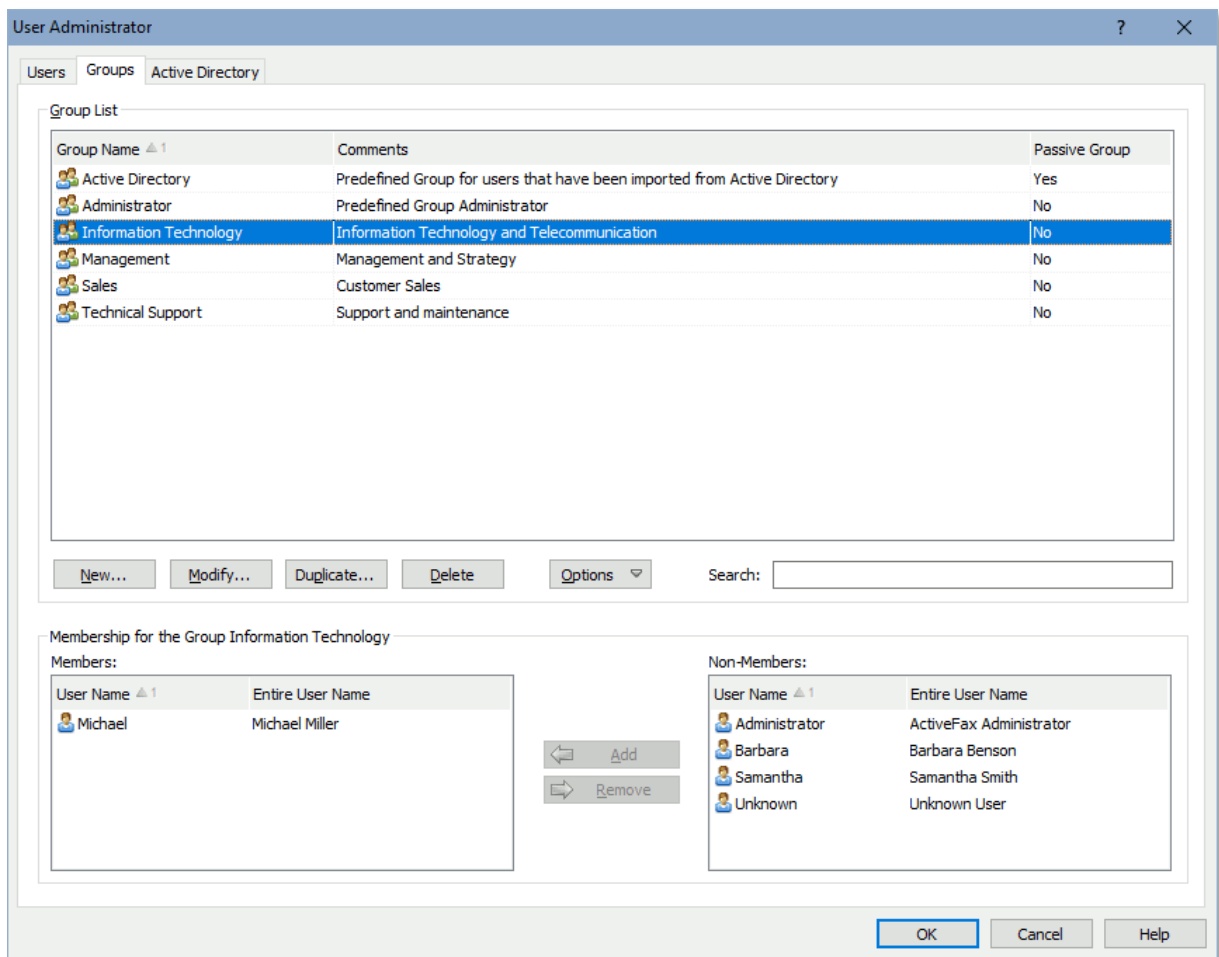 User Administrator ?
Users Groups Active Directory
Group List
Group Name 1 Comments Passive Group
Active Directory Predefined Group for users that have been imported from Active Directory Yes
Administrator Predefined Group Administrator No
Information Technology Information Technology and Telecommunication No
Management Management and Strategy No
Sales Customer Sales No
Technical Support Support and maintenance No
New... Modify... Duplicate... Delete Options Search:
Membership for the Group Information Technology
Members: Non-Members:
User Name 1 Entire User Name User Name 1 Entire User Name
Michael Michael Miller Administrator ActiveFax Administrator
Add Barbara Barbara Benson
Remove Samantha Samantha Smith
Unknown Unknown User
OK Cancel Help